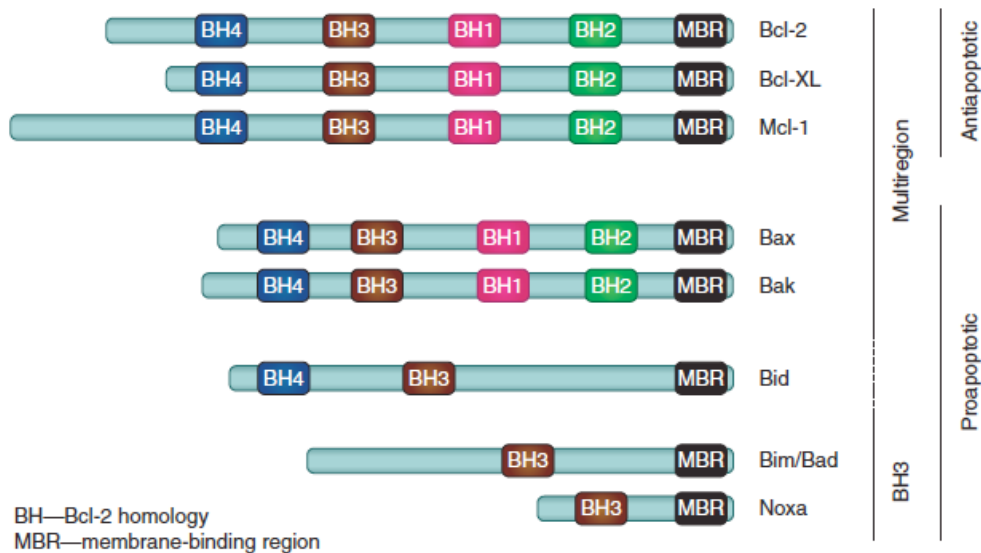 BH4 BH3 BH1 BH2 MBR Bcl-2
BH4 BH3 BH1 BH2 MBR Bcl-XL
BH4 BH3 BH1 BH2 MBR Mcl-1
Antiapoptotic
Multiregion
BH4 BH3 BH1 BH2 MBR Bax
BH4 BH3 BH1 BH2 MBR Bak
BH4 BH3 MBR Bid
Proapoptotic
BH3 MBR Bim/Bad
BH3
BH3 MBR Noxa
BH—Bcl-2 homology
MBR—membrane-binding region